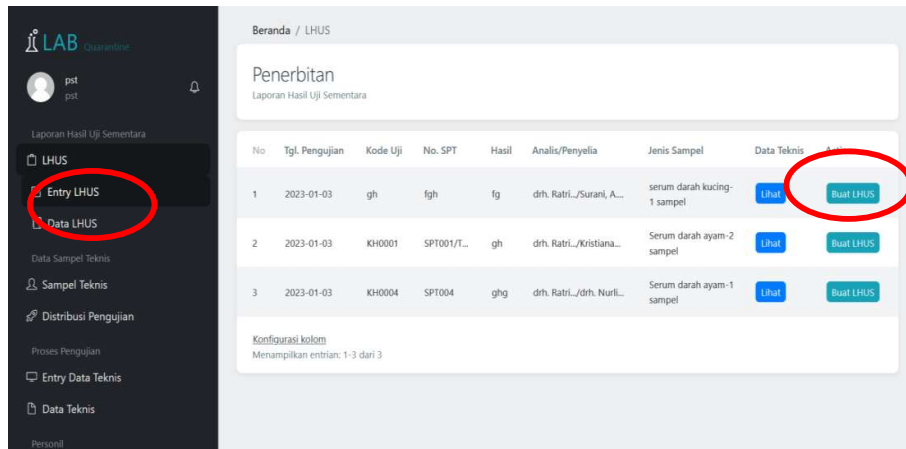 LAB Quarantine
pst
pst
Laporan Hasil Uji Sementara
LHUS
Entry LHUS
Data LHUS
Data Sampel Teknis
Sampel Teknis
Distribusi Pengujian
Proses Pengujian
Entry Data Teknis
Data Teknis
Personil
Beranda / LHUS
Penerbitan
Laporan Hasil Uji Sementara
No Tgl. Pengujian Kode Uji No. SPT Hasil Analis/Penyelia Jenis Sampel Data Teknis
1 2023-01-03 gh fgh fg drh. Ratri.../Surani, A.... serum darah kucing-1 sampel Lihat Buat LHUS
2 2023-01-03 KH0001 SPT001/T... gh drh. Ratri.../Kristiana... Serum darah ayam-2 sampel Lihat Buat LHUS
3 2023-01-03 KH0004 SPT004 ghg drh. Ratri.../drh. Nurli... Serum darah ayam-1 sampel Lihat Buat LHUS
Konfigurasi kolom
Menampilkan entrian: 1-3 dari 3